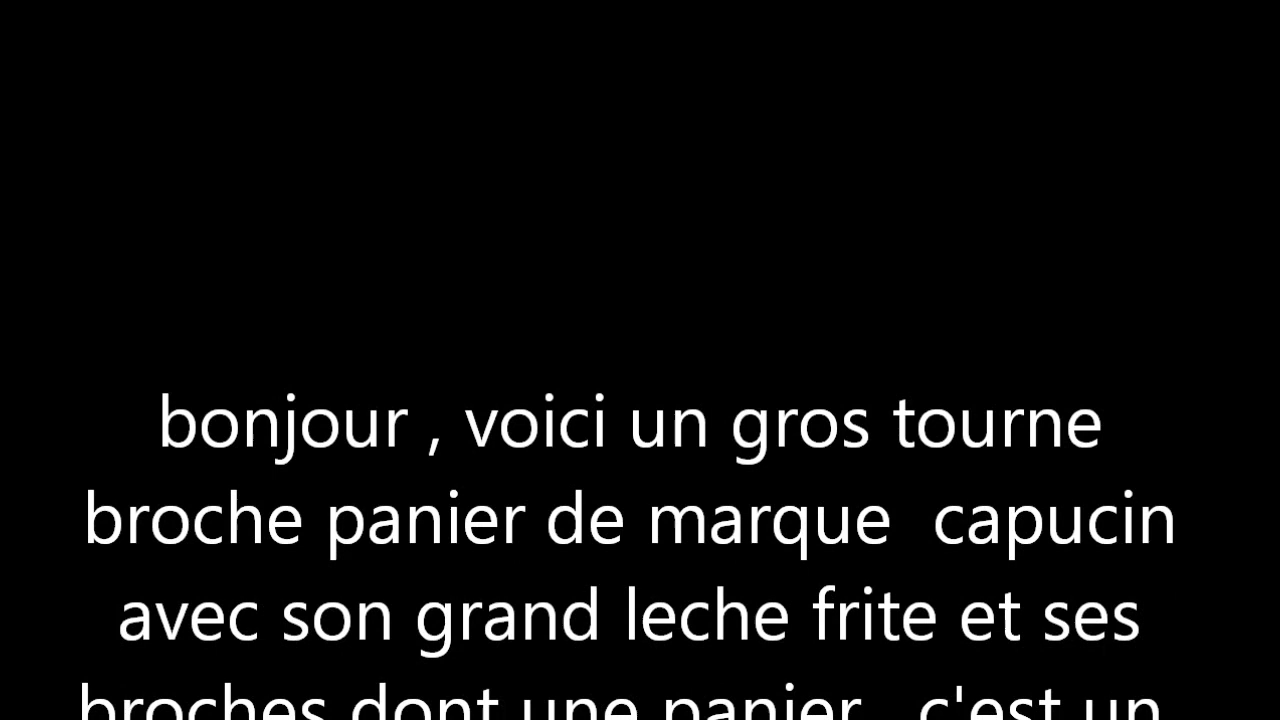 bonjour , voici un gros tourne
broche panier de marque  capucin
avec son grand leche frite et ses
broches dont une panier , c'est un